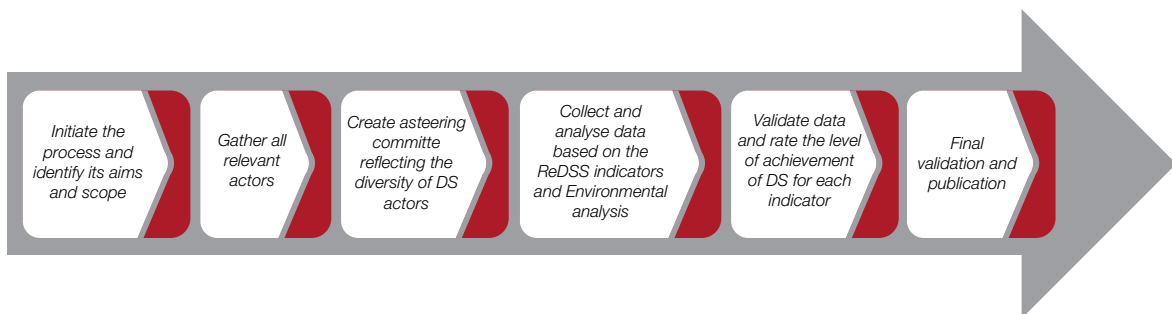 Initiate the
process and
identify its aims
and scope
Gather all
relevant
actors
Create asteering
committe
reflecting the
diversity of DS
actors
Collect and
analyse data
based on the
ReDSS indicators
and Environmental
analysis
Validate data
and rate the level
of achievement
of DS for each
indicator
Final
validation and
publication